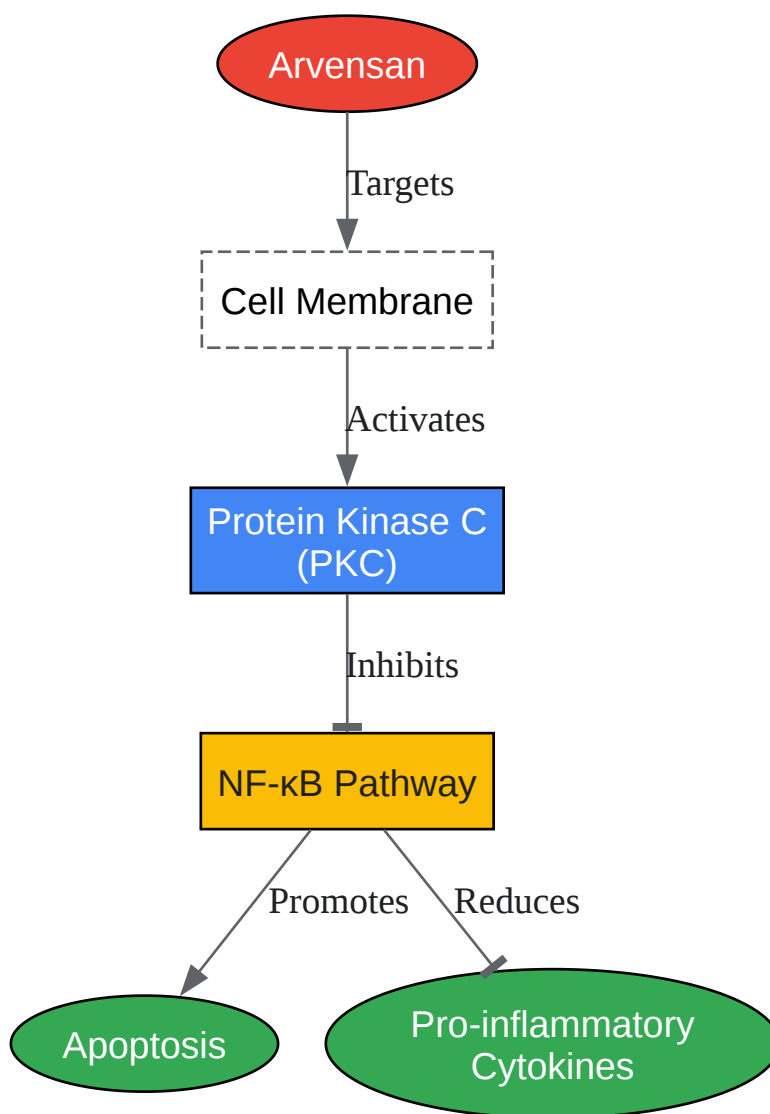 Arvensan
Targets
Cell Membrane
Activates
Protein Kinase C
(PKC)
Inhibits
NF-κB Pathway
Promotes
Reduces
Apoptosis
Pro-inflammatory
Cytokines